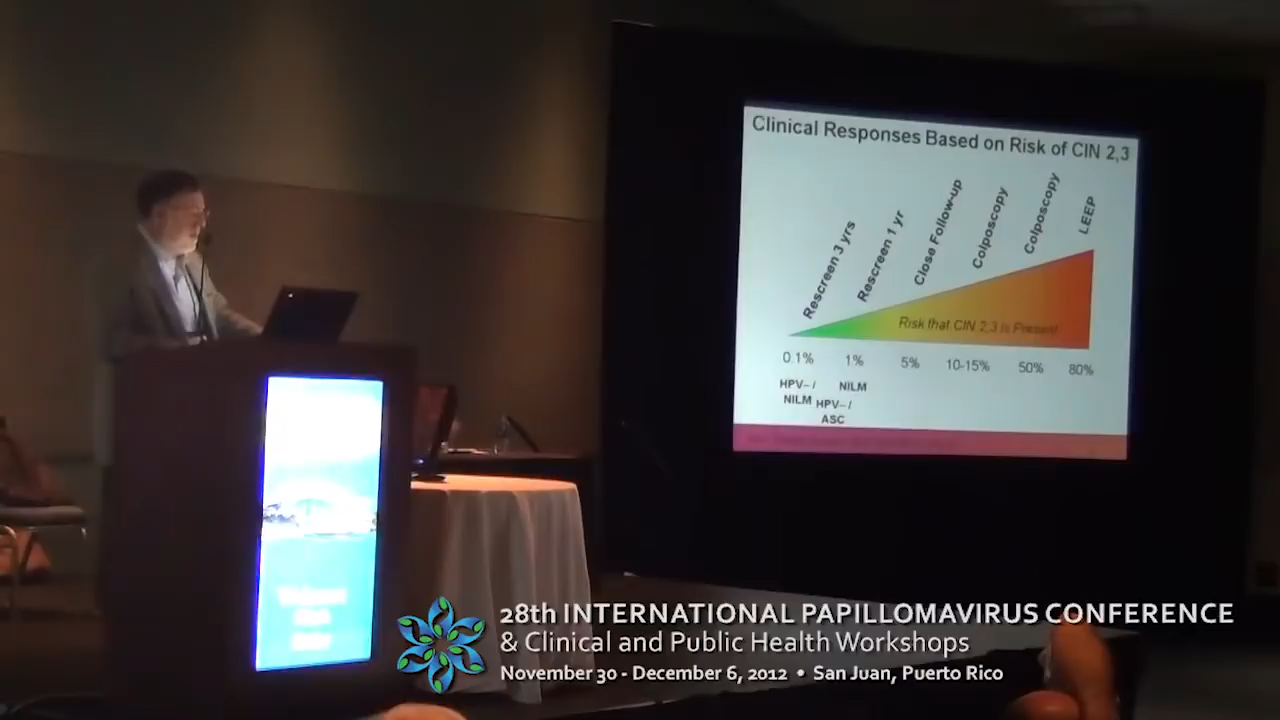 Clinical Responses Based on Risk of CIN 2,3
Rescreen 3 yrs
Rescreen 1 yr
Close Follow-up
Colposcopy
Colposcopy
LEEP
Risk that CIN 2,3 is Present
0.1% 1% 5% 10-15% 50% 80%
HPV–/ NILM
NILM HPV–/
ASC
28th INTERNATIONAL PAPILLOMAVIRUS CONFERENCE
& Clinical and Public Health Workshops
November 30 - December 6, 2012 • San Juan, Puerto Rico